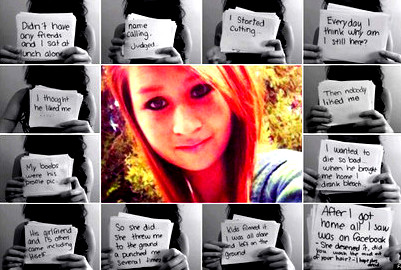 Didn't have
any friends
and I sat at
lunch alone
name
calling.
Judged
I Started
Cutting...
Everyday I
think why am
I still here?
I thought
he liked me
Then nobody
liked me
My boobs
were his
profile pic
I wanted to
die so bad..
when he brought
me home I
drank bleach.
His girlfriend
and 15 others
came including
himself
So she did..
She threw me
to the ground
a punched me
several times
Kids filmed it.
I was all alone
and left on the
ground.
After I got
home all I saw
was on facebook
- She deserved it, did
you wash the mud out
of your hair? - I hope